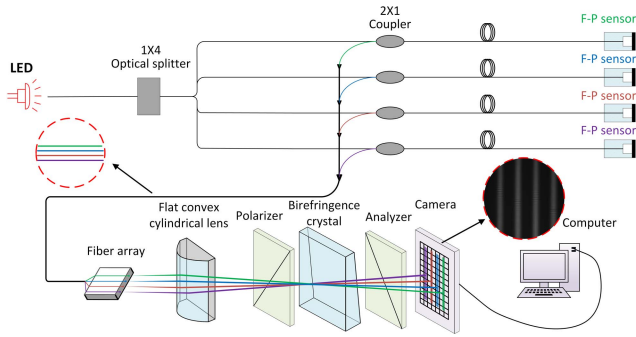 2X1
Coupler
F-P sensor
1X4
Optical splitter
LED
F-P sensor
F-P sensor
F-P sensor
Flat convex
cylindrical lens
Polarizer
Birefringence
crystal
Analyzer
Camera
Computer
Fiber array